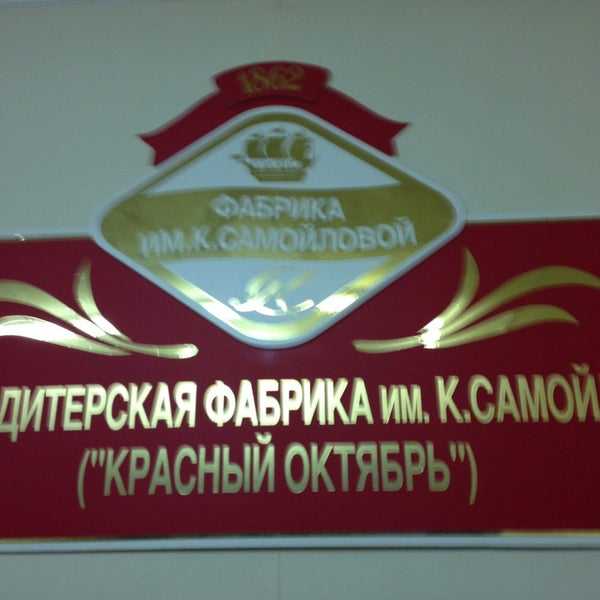 1862
ФАБРИКА
ИМ.К.САМОЙЛОВОЙ
ДИТЕРСКАЯ ФАБРИКА им. К.САМОЙ
("КРАСНЫЙ ОКТЯБРЬ")